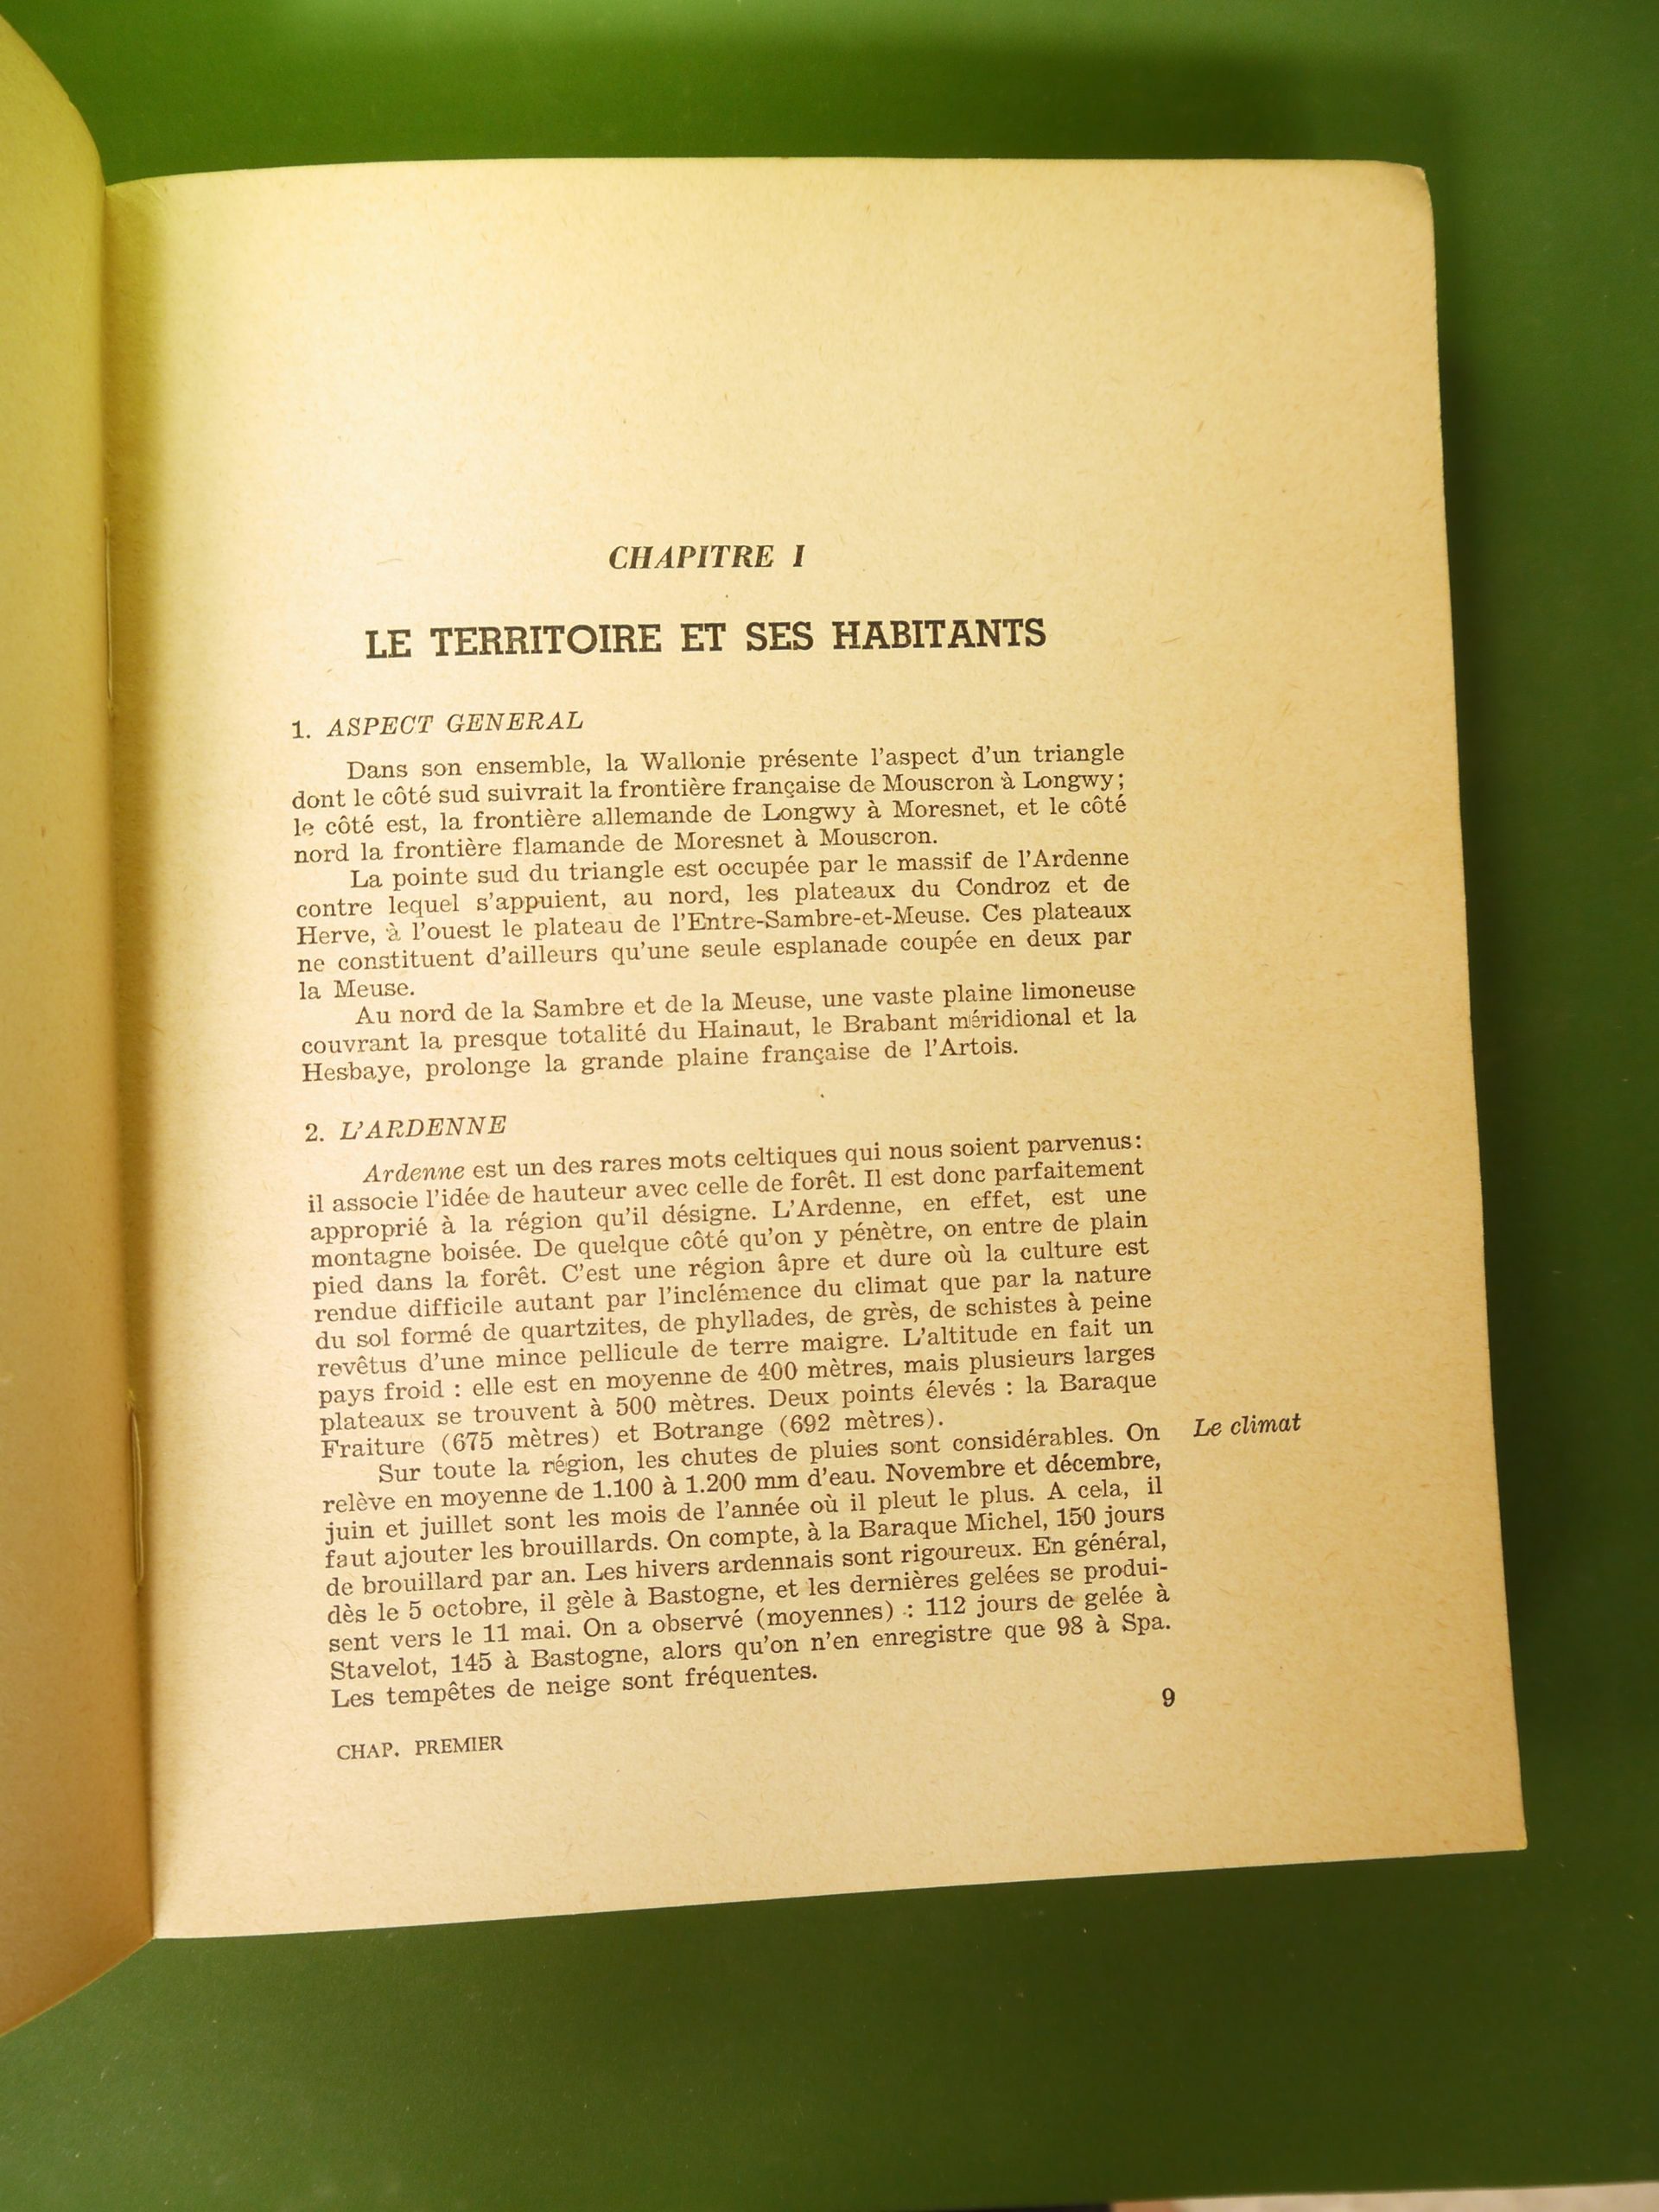 CHAPITRE I
LE TERRITOIRE ET SES HABITANTS
1. ASPECT GENERAL
Dans son ensemble, la Wallonie présente l'aspect d'un triangle
dont le côté sud suivrait la frontière française de Mouscron à Longwy;
le côté est, la frontière allemande de Longwy à Moresnet, et le côté
nord la frontière flamande de Moresnet à Mouscron.
La pointe sud du triangle est occupée par le massif de l'Ardenne
contre lequel s'appuient, au nord, les plateaux du Condroz et de
Herve, à l'ouest le plateau de l'Entre-Sambre-et-Meuse. Ces plateaux
ne constituent d'ailleurs qu'une seule esplanade coupée en deux par
la Meuse.
Au nord de la Sambre et de la Meuse, une vaste plaine limoneuse
couvrant la presque totalité du Hainaut, le Brabant méridional et la
Hesbaye, prolonge la grande plaine française de l'Artois.
2. L'ARDENNE
Ardenne est un des rares mots celtiques qui nous soient parvenus:
il associe l'idée de hauteur avec celle de forêt. Il est donc parfaitement
approprié à la région qu'il désigne. L'Ardenne, en effet, est une
montagne boisée. De quelque côté qu'on y pénètre, on entre de plain
pied dans la forêt. C'est une région âpre et dure où la culture est
rendue difficile autant par l'inclémence du climat que par la nature
du sol formé de quartzites, de phyllades, de grès, de schistes à peine
revêtus d'une mince pellicule de terre maigre. L'altitude en fait un
pays froid : elle est en moyenne de 400 mètres, mais plusieurs larges
plateaux se trouvent à 500 mètres. Deux points élevés : la Baraque
Fraiture (675 mètres) et Botrange (692 mètres).
Sur toute la région, les chutes de pluies sont considérables. On
Le climat
relève en moyenne de 1.100 à 1.200 mm d'eau. Novembre et décembre,
juin et juillet sont les mois de l'année où il pleut le plus. A cela, il
faut ajouter les brouillards. On compte, à la Baraque Michel, 150 jours
de brouillard par an. Les hivers ardennais sont rigoureux. En général,
dès le 5 octobre, il gèle à Bastogne, et les dernières gelées se produi-
sent vers le 11 mai. On a observé (moyennes) : 112 jours de gelée à
Stavelot, 145 à Bastogne, alors qu'on n'en enregistre que 98 à Spa.
Les tempêtes de neige sont fréquentes.
9
CHAP. PREMIER